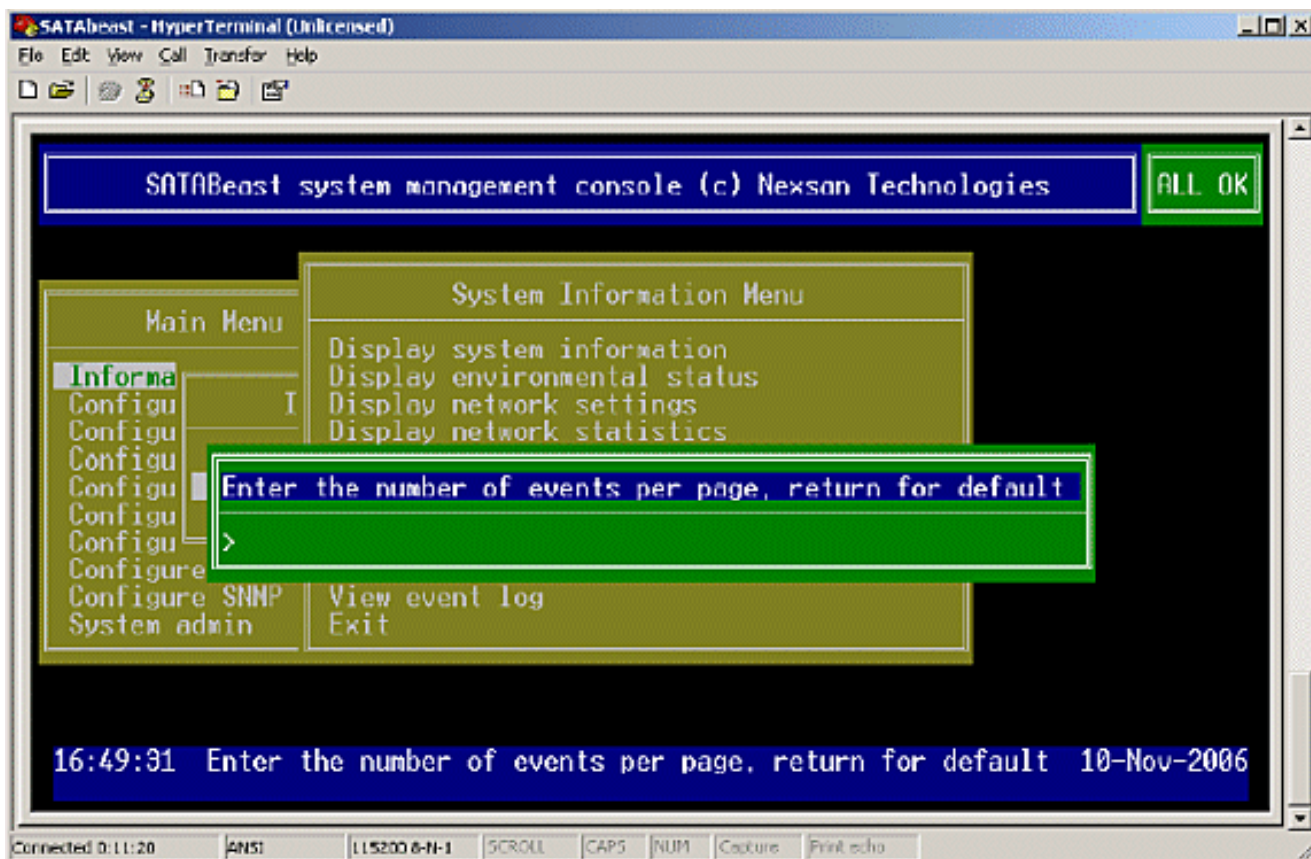 SATAbeast - HyperTerminal (Unlicensed)
File Edit View Call Transfer Help
SATABeast system management console (c) Nexsan Technologies
ALL OK
System Information Menu
Main Menu
Display system information
Informa
Display environmental status
Configu
I
Display network settings
Configu
Display network statistics
Configu
Configu
Enter the number of events per page, return for default
Configu
Configu
>
Configure
Configure SNMP
View event log
System admin
Exit
16:49:31 Enter the number of events per page, return for default 10-Nov-2006
Connected 0:11:20 ANSI 115200 8-N-1 SCROLL CAPS NUM Capture Print echo